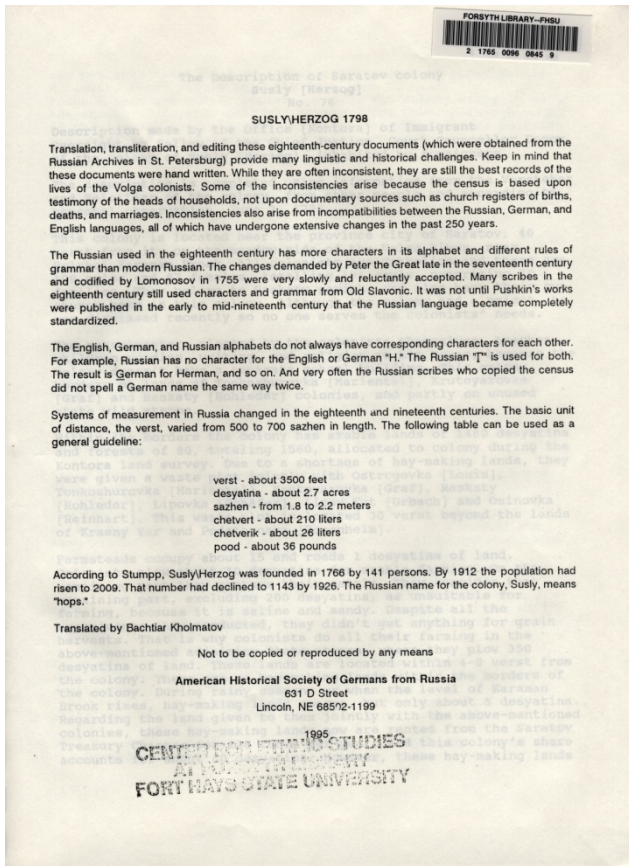 FORSYTH LIBRARY--FHSU
2 1765 0096 0845 9
The Description of Saratov colony
Susly [Herzog]
No. 76
SUSLY\HERZOG 1798
Translation, transliteration, and editing these eighteenth-century documents (which were obtained from the
Russian Archives in St. Petersburg) provide many linguistic and historical challenges. Keep in mind that
these documents were hand written. While they are often inconsistent, they are still the best records of the
lives of the Volga colonists. Some of the inconsistencies arise because the census is based upon
testimony of the heads of households, not upon documentary sources such as church registers of births,
deaths, and marriages. Inconsistencies also arise from incompatibilities between the Russian, German, and
English languages, all of which have undergone extensive changes in the past 250 years.
The Russian used in the eighteenth century has more characters in its alphabet and different rules of
grammar than modern Russian. The changes demanded by Peter the Great late in the seventeenth century
and codified by Lomonosov in 1755 were very slowly and reluctantly accepted. Many scribes in the
eighteenth century still used characters and grammar from Old Slavonic. It was not until Pushkin's works
were published in the early to mid-nineteenth century that the Russian language became completely
standardized.
The English, German, and Russian alphabets do not always have corresponding characters for each other.
For example, Russian has no character for the English or German "H." The Russian "Г" is used for both.
The result is German for Herman, and so on. And very often the Russian scribes who copied the census
did not spell a German name the same way twice.
Systems of measurement in Russia changed in the eighteenth and nineteenth centuries. The basic unit
of distance, the verst, varied from 500 to 700 sazhen in length. The following table can be used as a
general guideline:
verst - about 3500 feet
desyatina - about 2.7 acres
sazhen - from 1.8 to 2.2 meters
chetvert - about 210 liters
chetverik - about 26 liters
pood - about 36 pounds
According to Stumpp, Susly\Herzog was founded in 1766 by 141 persons. By 1912 the population had
risen to 2009. That number had declined to 1143 by 1926. The Russian name for the colony, Susly, means
"hops."
Translated by Bachtiar Kholmatov
Not to be copied or reproduced by any means
American Historical Society of Germans from Russia
631 D Street
Lincoln, NE 68502-1199
1995
CENTER FOR ETHNIC STUDIES
AT FORSYTH LIBRARY
FORT HAYS STATE UNIVERSITY